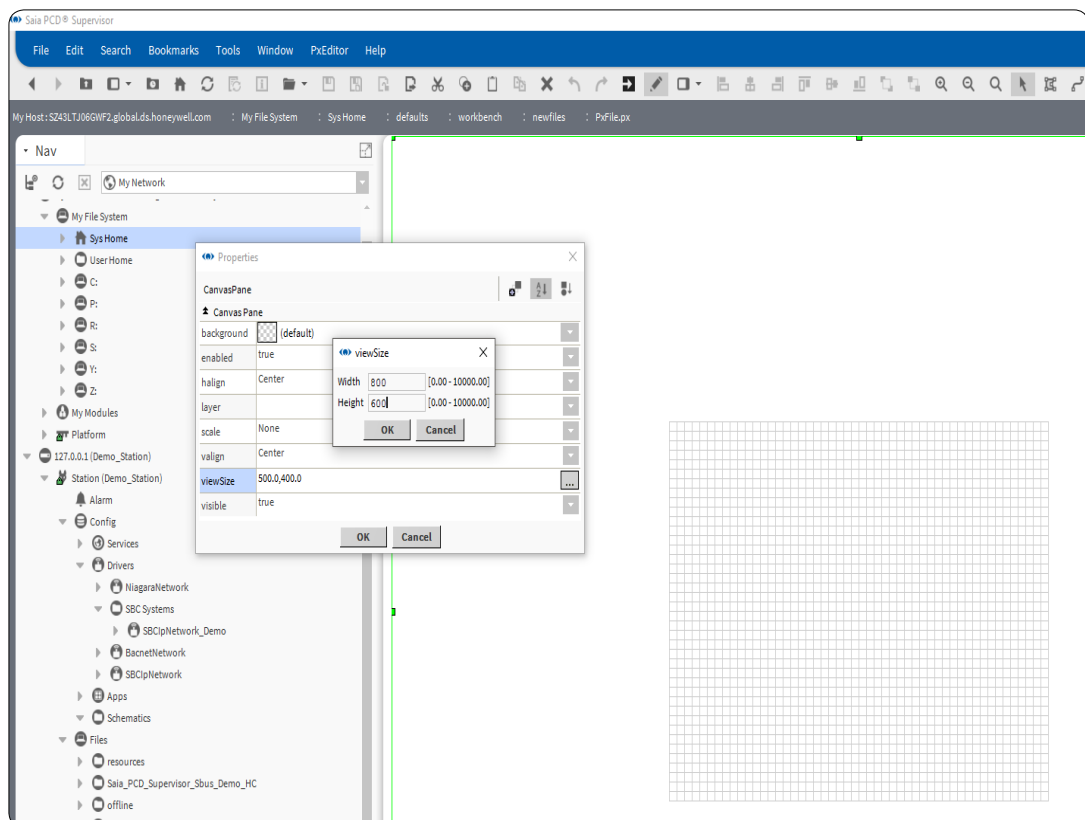 Saia PCD® Supervisor
File Edit Search Bookmarks Tools Window PxEditor Help
My Host : SZ43LTJ06GWF2.global.ds.honeywell.com : My File System : Sys Home : defaults : workbench : newfiles : PxFile.px
Nav
My Network
My File System
Sys Home
User Home
C:
P:
R:
S:
Y:
Z:
My Modules
Platform
127.0.0.1 (Demo_Station)
Station (Demo_Station)
Alarm
Config
Services
Drivers
NiagaraNetwork
SBC Systems
SBCIpNetwork_Demo
BacnetNetwork
SBCIpNetwork
Apps
Schematics
Files
resources
Saia_PCD_Supervisor_Sbus_Demo_HC
offline
Properties
CanvasPane
Canvas Pane
background (default)
enabled true
halign Center
layer
scale None
valign Center
viewSize 500.0,400.0 ...
visible true
OK Cancel
viewSize X
Width 800 [0.00 - 10000.00]
Height 600 [0.00 - 10000.00]
OK Cancel